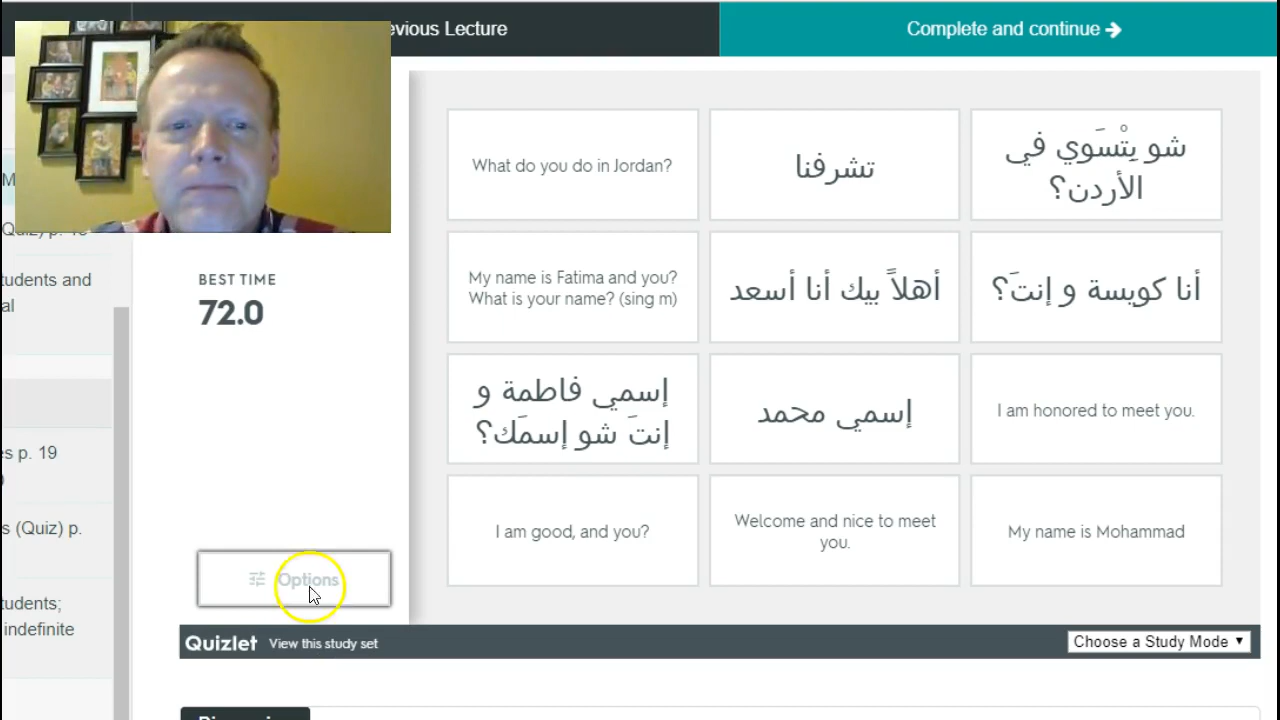 evious Lecture
Complete and continue
M
Quiz) p. 18
tudents and
al
es p. 19
s (Quiz) p.
tudents;
indefinite
BEST TIME
72.0
Options
What do you do in Jordan?
تشرفنا
شو بِتْسَوي في
الأردن؟
My name is Fatima and you?
What is your name? (sing m)
أهلاً بيك أنا أسعد
أنا كويسة و إنتَ؟
إسمي فاطمة و
إنتَ شو إسمَك؟
إسمي محمد
I am honored to meet you.
I am good, and you?
Welcome and nice to meet
you.
My name is Mohammad
Quizlet View this study set
Choose a Study Mode